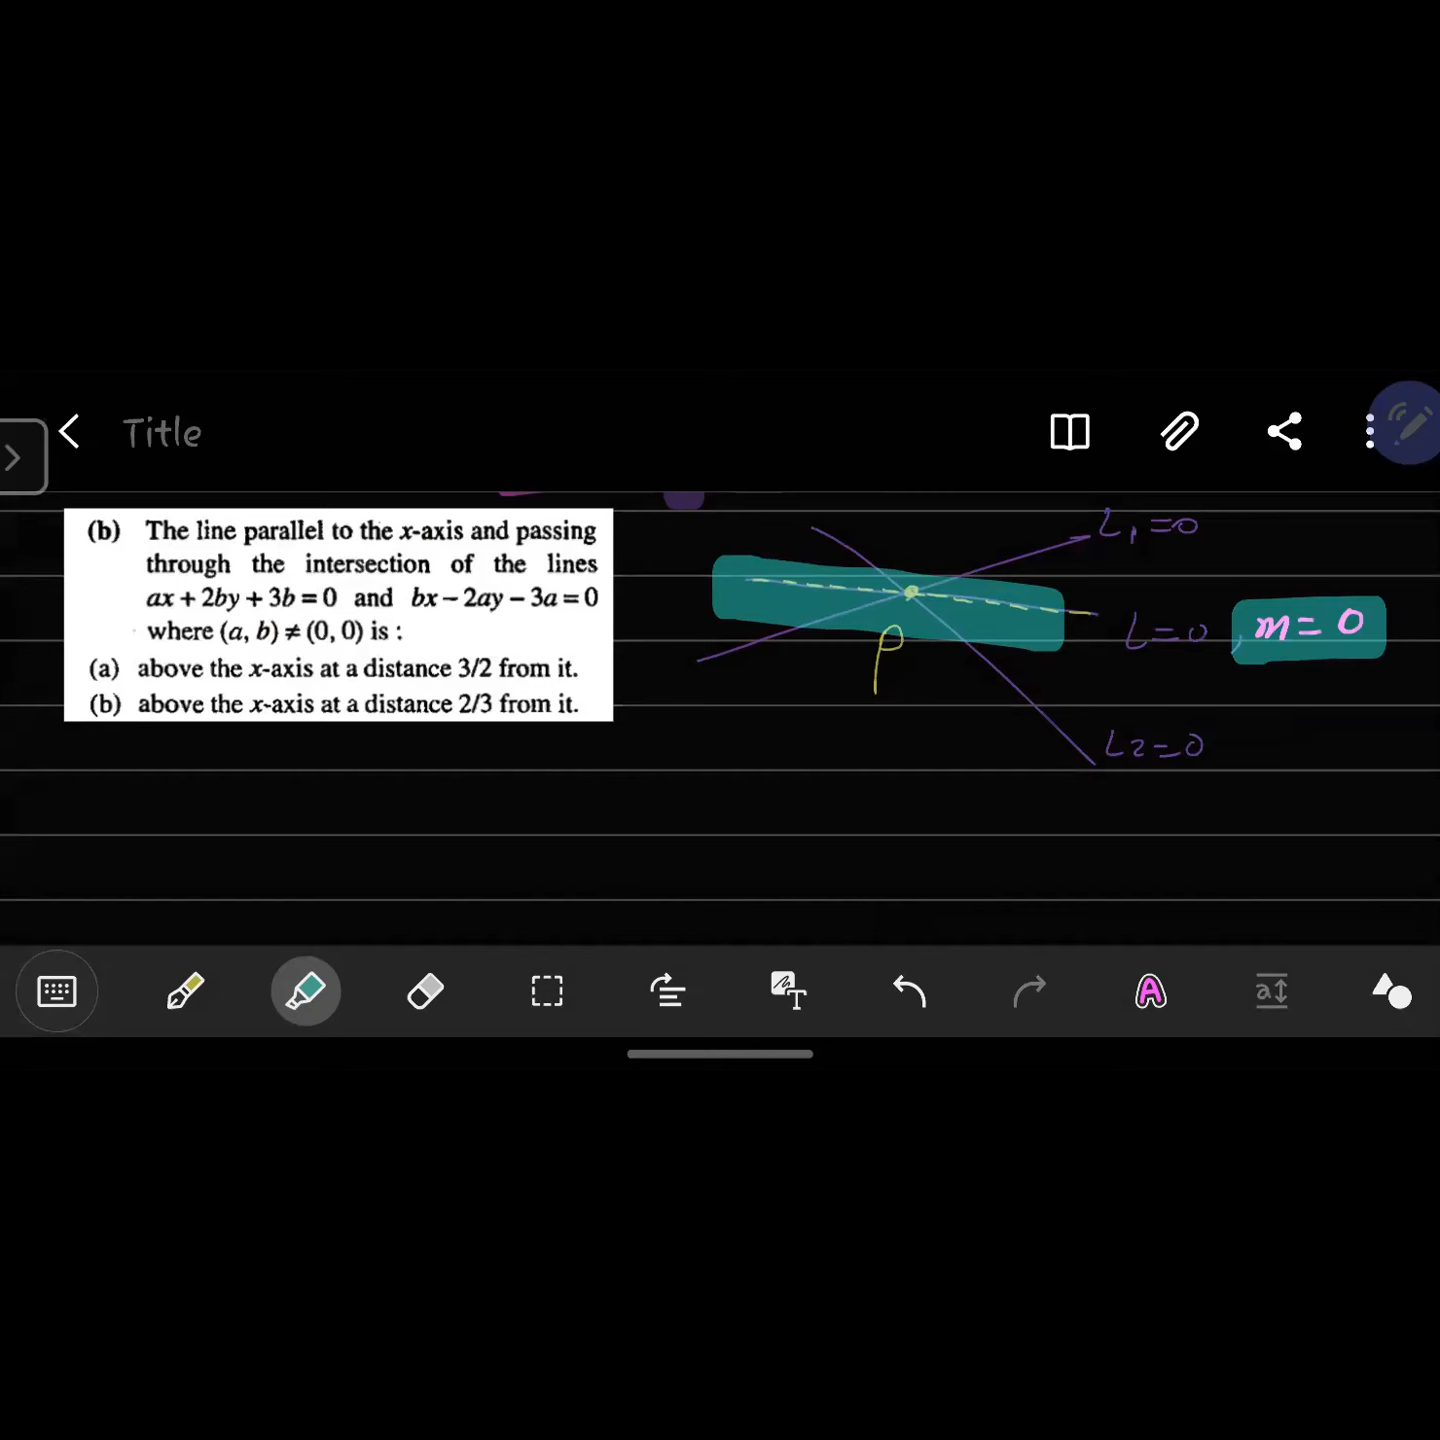 Title
(b) The line parallel to the x-axis and passing
through the intersection of the lines
ax + 2by + 3b = 0 and bx – 2ay – 3a = 0
where (a, b) ≠ (0, 0) is :
(a) above the x-axis at a distance 3/2 from it.
(b) above the x-axis at a distance 2/3 from it.
L₁ =0
L=0 , m= 0
P
L2=0
A
a
T